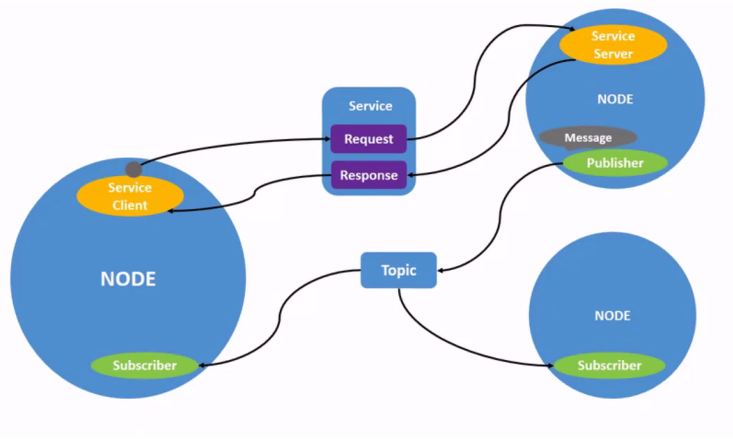 Service
Server
Service
NODE
Request
Message
Publisher
Response
Service
Client
Topic
NODE
NODE
Subscriber
Subscriber